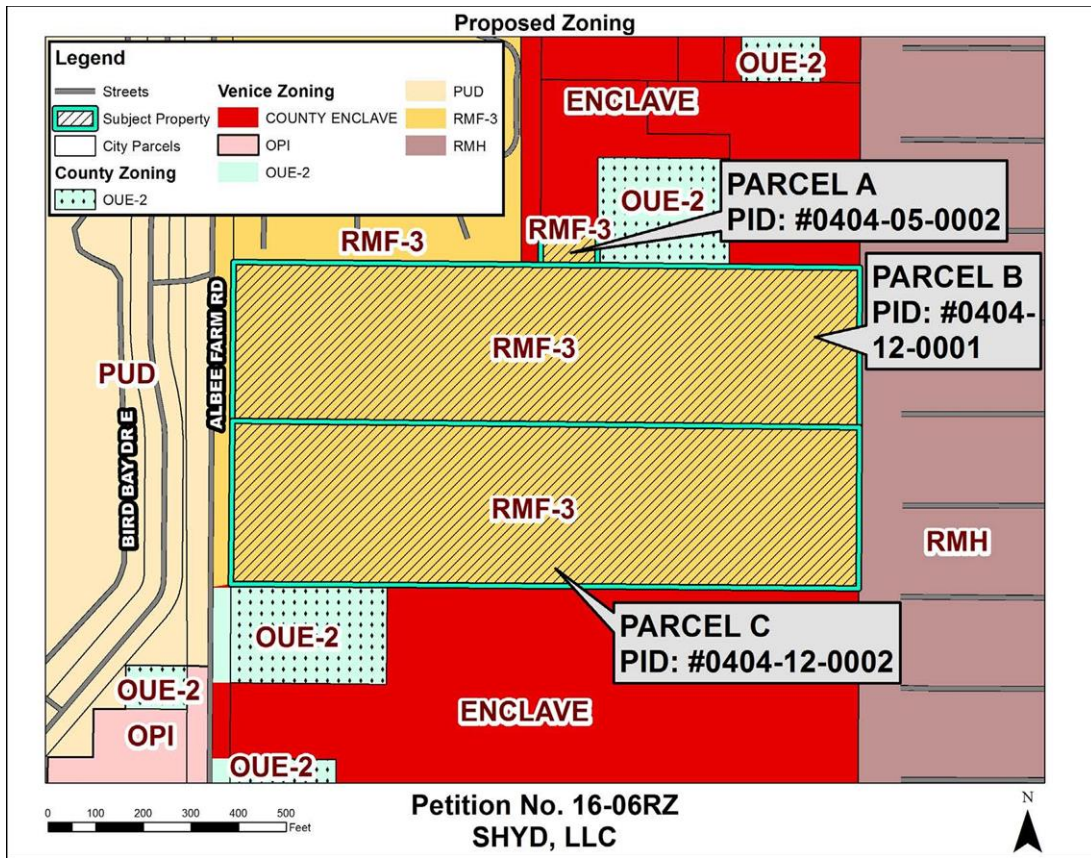 Proposed Zoning
Legend
Streets
Subject Property
City Parcels
County Zoning
OUE-2
Venice Zoning
COUNTY ENCLAVE
OPI
OUE-2
PUD
RMF-3
RMH
OUE-2
ENCLAVE
OUE-2
PARCEL A
PID: #0404-05-0002
RMF-3
RMF-3
PARCEL B
PID: #0404-
12-0001
RMF-3
ALBEE FARM RD
PUD
BIRD BAY DR E
RMF-3
RMH
PARCEL C
PID: #0404-12-0002
OUE-2
OUE-2
ENCLAVE
OPI
OUE-2
0 100 200 300 400 500
Feet
Petition No. 16-06RZ
SHYD, LLC
N